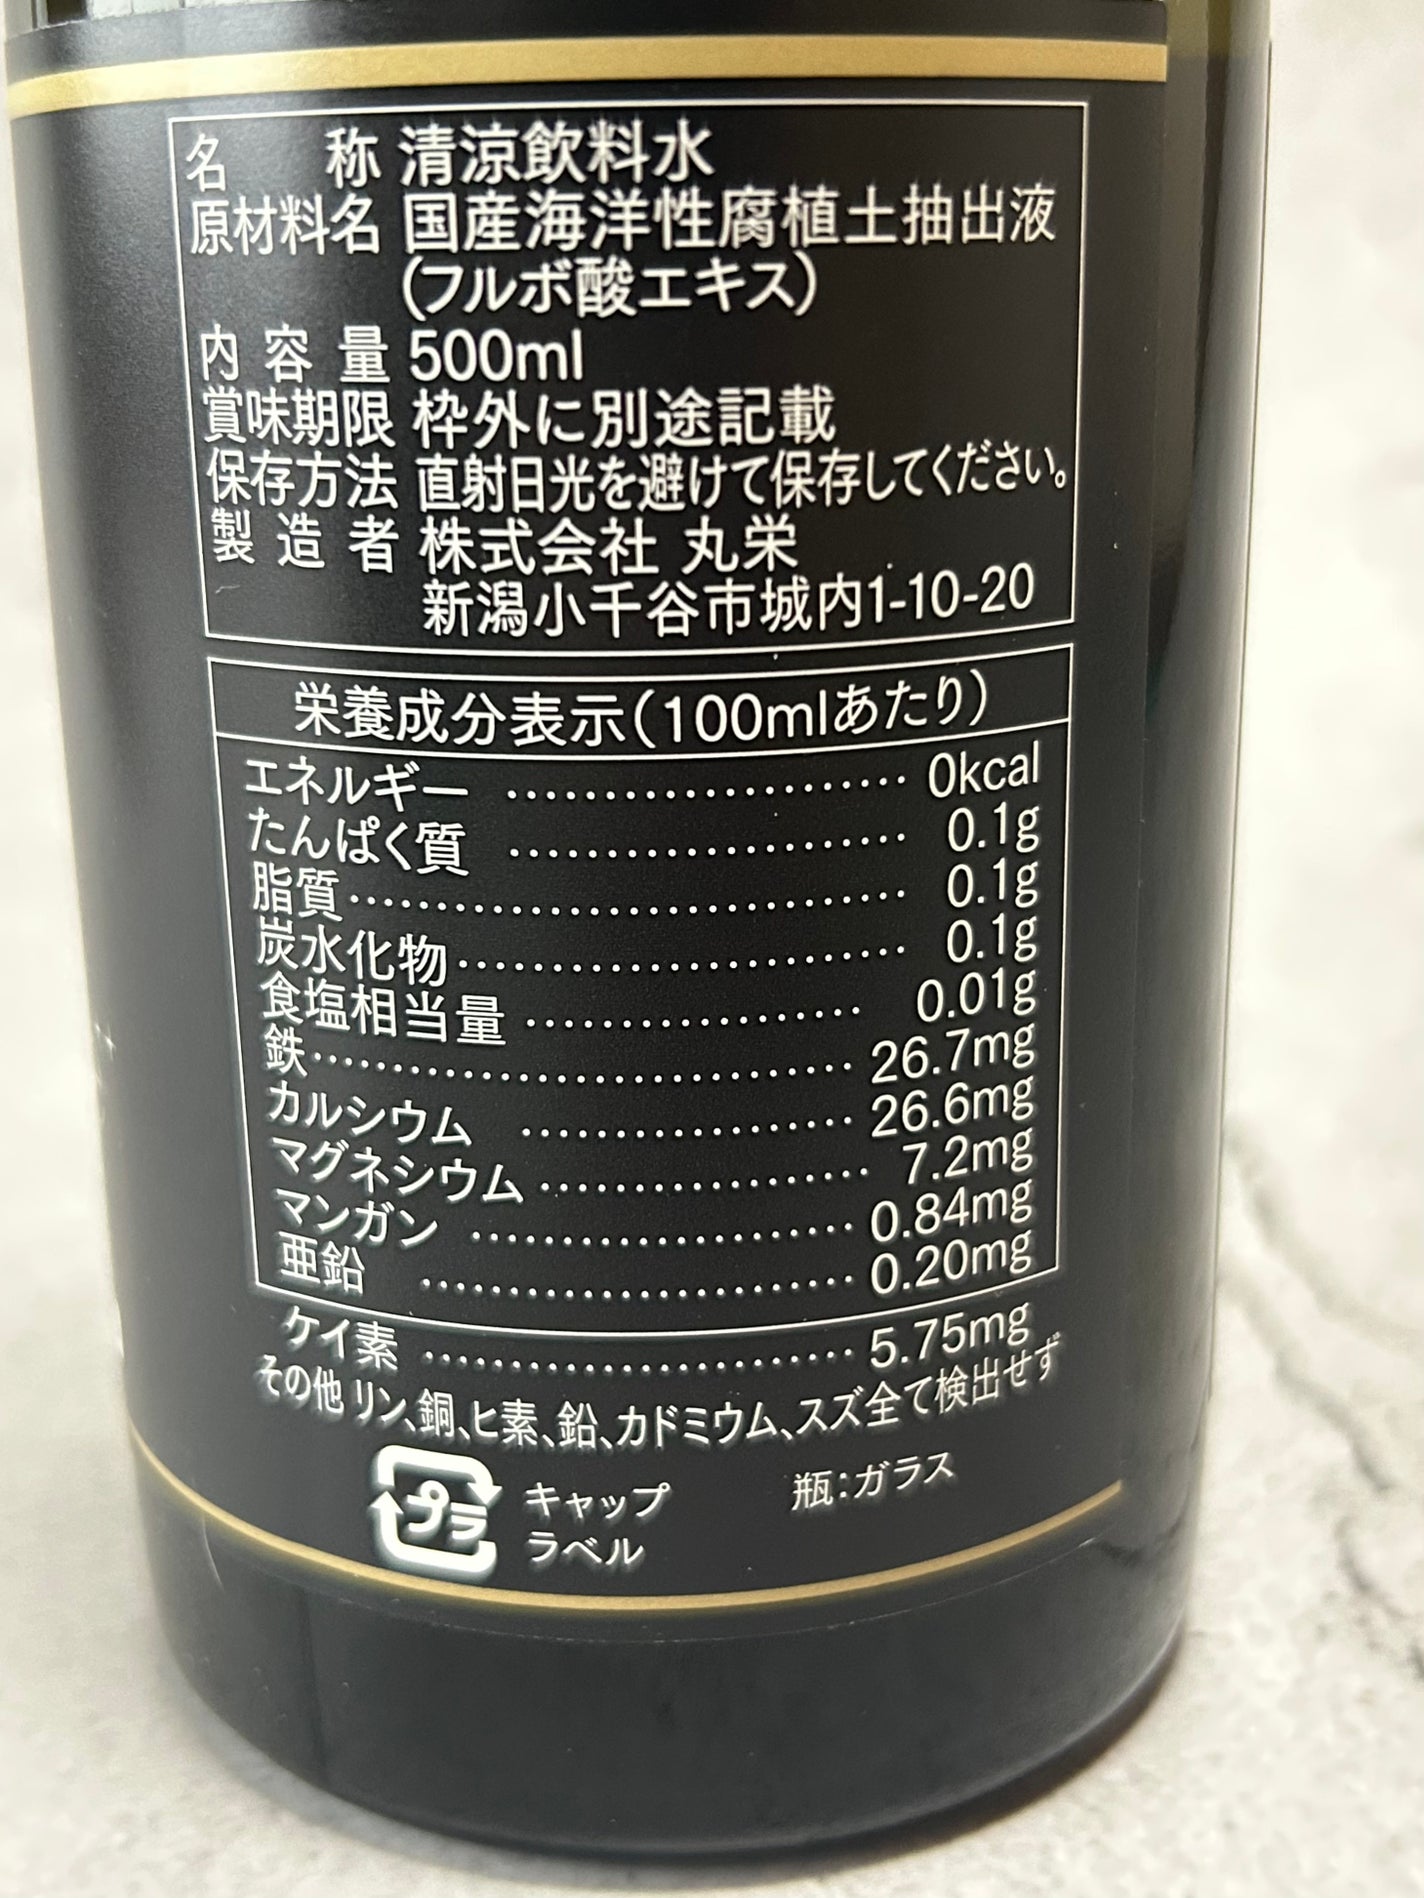 名 称 清涼飲料水
原材料名 国産海洋性腐植土抽出液
(フルボ酸エキス)
内容量 500ml
賞味期限 枠外に別途記載
保存方法 直射日光を避けて保存してください。
製造者 株式会社 丸栄
新潟小千谷市城内1-10-20
栄養成分表示(100mlあたり)
エネルギー ………………… 0kcal
たんぱく質 ………………… 0.1g
脂質………………………… 0.1g
炭水化物…………………… 0.1g
食塩相当量 ……………… 0.01g
鉄………………………… 26.7mg
カルシウム ……………… 26.6mg
マグネシウム …………… 7.2mg
マンガン ………………… 0.84mg
亜鉛 ……………………… 0.20mg
ケイ素 …………………… 5.75mg
その他 リン、銅、ヒ素、鉛、カドミウム、スズ全て検出せず
プラ キャップ 瓶:ガラス
ラベル